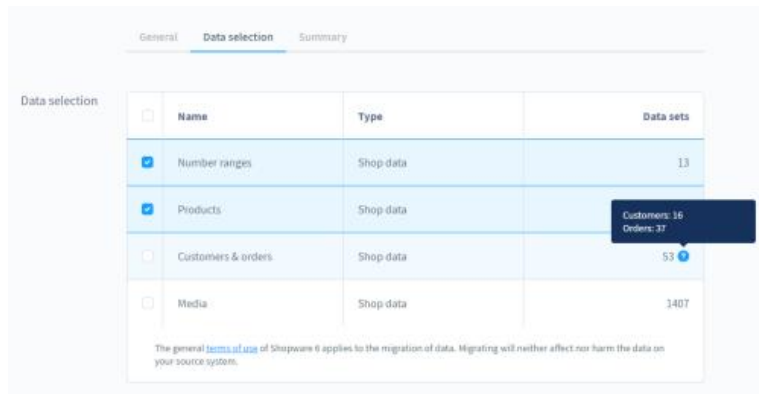 General Data selection Summary
Data selection
Name Type Data sets
Number ranges Shop data 13
Products Shop data
Customers: 16
Orders: 37
Customers & orders Shop data 53 ?
Media Shop data 1407
The general terms of use of Shopware 6 applies to the migration of data. Migrating will neither affect nor harm the data on
your source system.